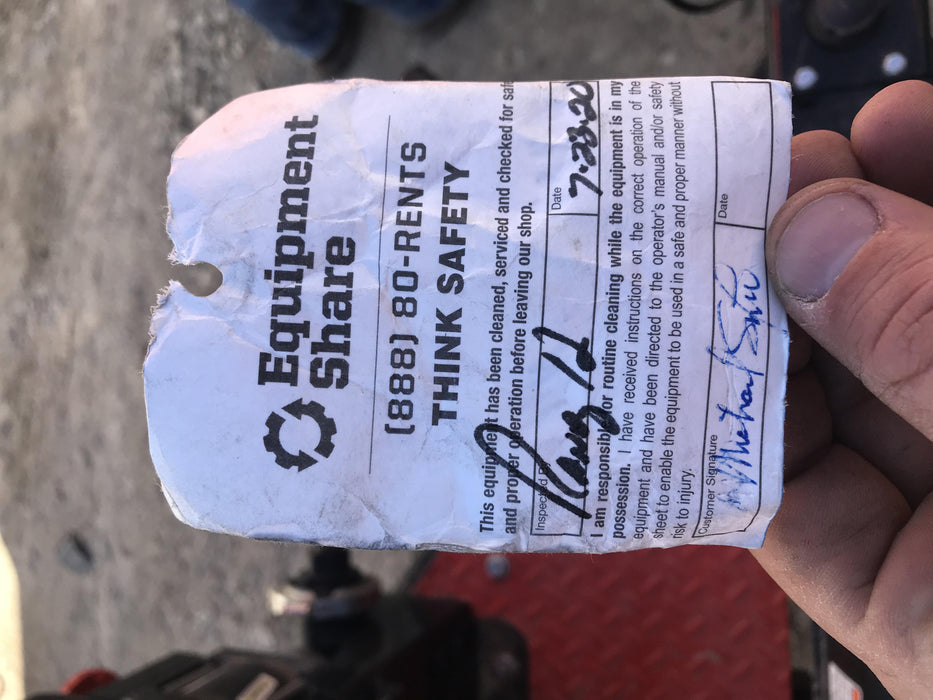 Equipment
Share
(888) 80-RENTS
THINK SAFETY
This equipment has been cleaned, serviced and checked for safe
and proper operation before leaving our shop.
Inspected by
Date
7-28-20
I am responsible for routine cleaning while the equipment is in my
possession. I have received instructions on the correct operation of the
equipment and have been directed to the operator's manual and/or safety
sheet to enable the equipment to be used in a safe and proper manner without
risk to injury.
Customer Signature
Date